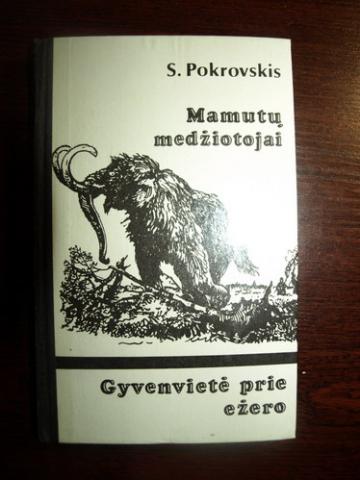 S. Pokrovskis
Mamutų
medžiotojai
Gyvenvietė prie
ežero